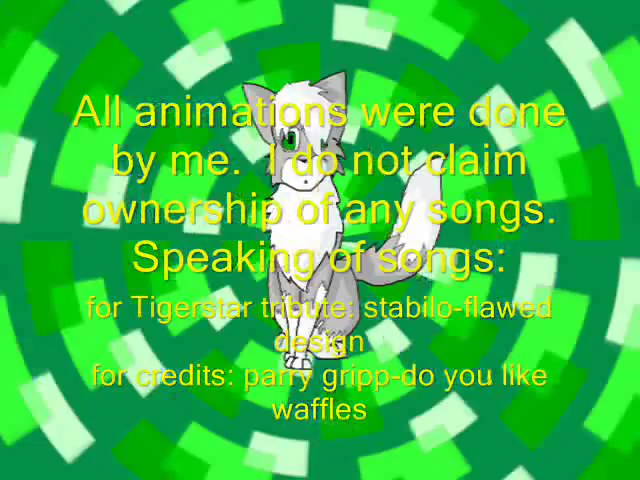 All animations were done
by me.  I do not claim
ownership of any songs.
Speaking of songs:
for Tigerstar tribute: stabilo-flawed
design
for credits: parry gripp-do you like
waffles